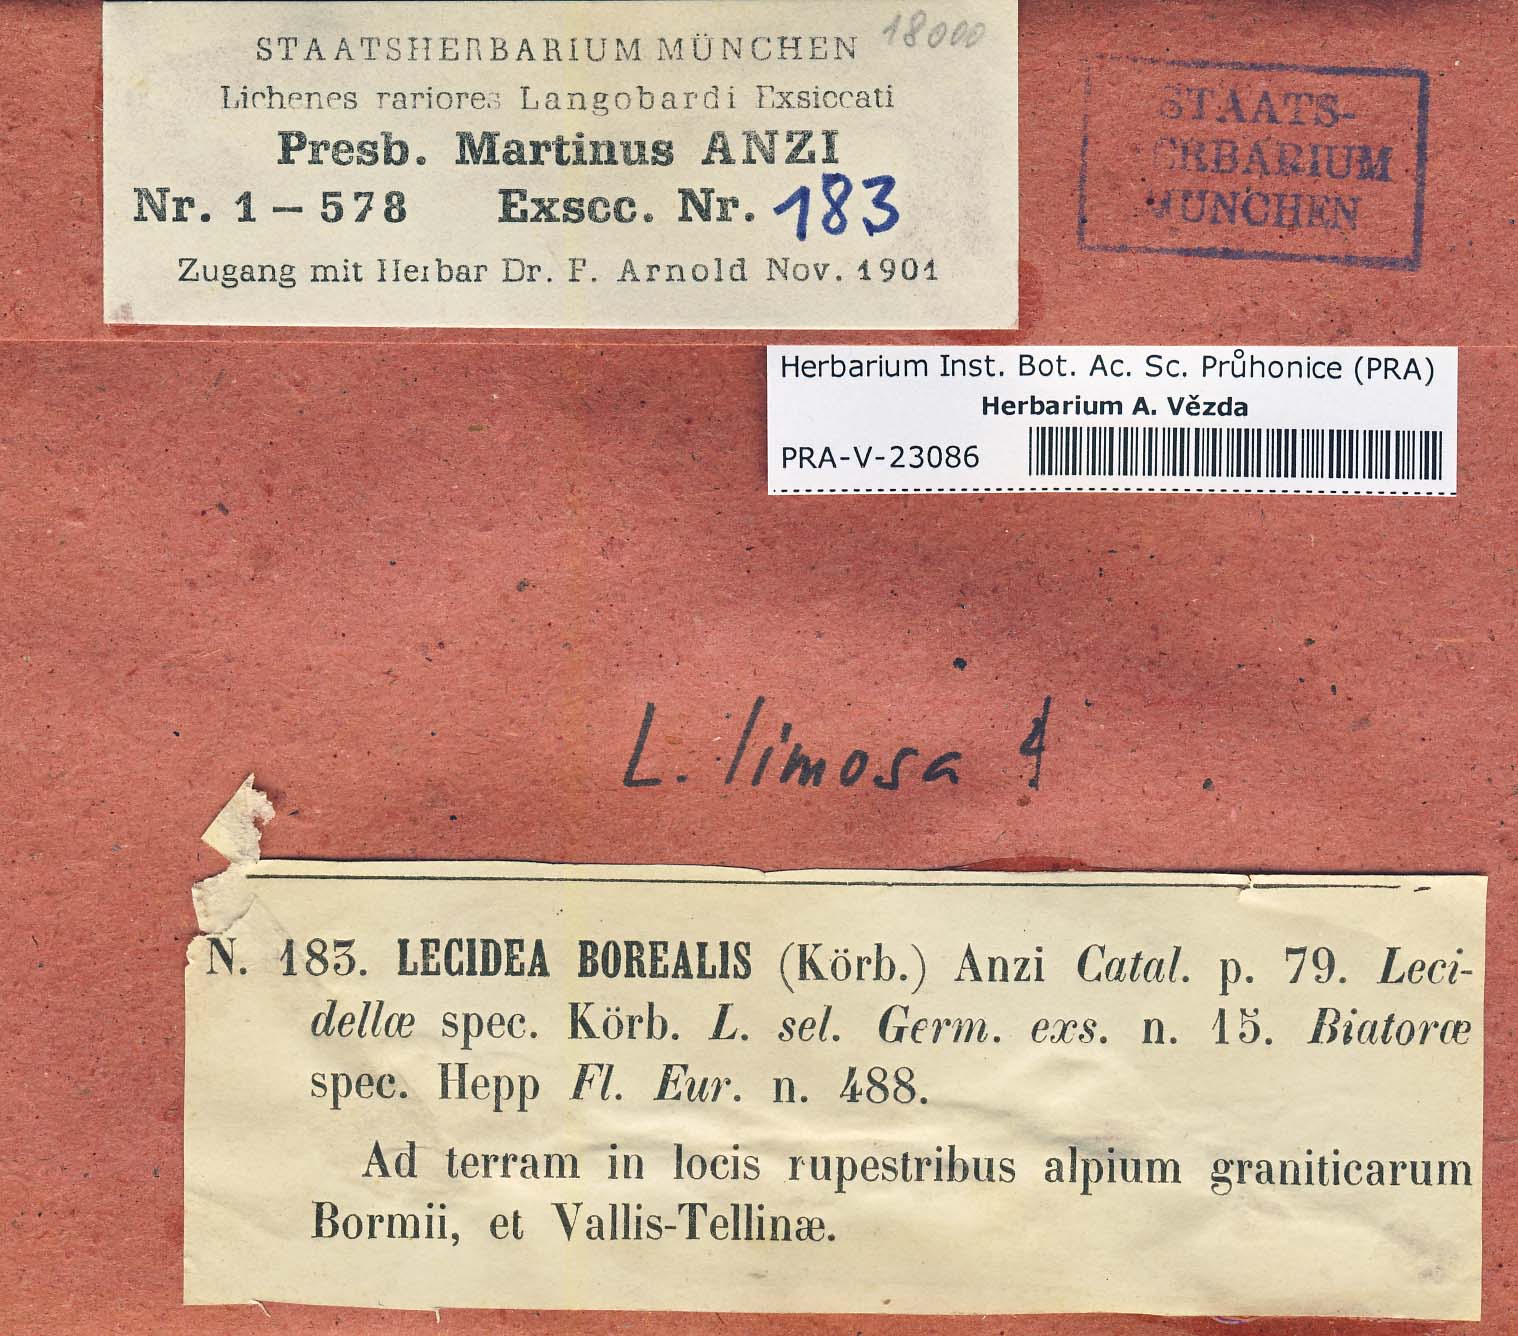 18000
STAATSHERBARIUM MÜNCHEN
Lichenes rariores Langobardi Exsiccati
Presb. Martinus ANZI
Nr. 1 – 578 Exscc. Nr. 183
Zugang mit Herbar Dr. F. Arnold Nov. 1901
STAATS-
ERBARIUM
MÜNCHEN
Herbarium Inst. Bot. Ac. Sc. Průhonice (PRA)
Herbarium A. Vězda
PRA-V-23086
L. limosa
N. 183. LECIDEA BOREALIS (Körb.) Anzi Catal. p. 79. Leci-
dellæ spec. Körb. L. sel. Germ. exs. n. 15. Biatoræ
spec. Hepp Fl. Eur. n. 488.
Ad terram in locis rupestribus alpium graniticarum
Bormii, et Vallis-Tellinæ.